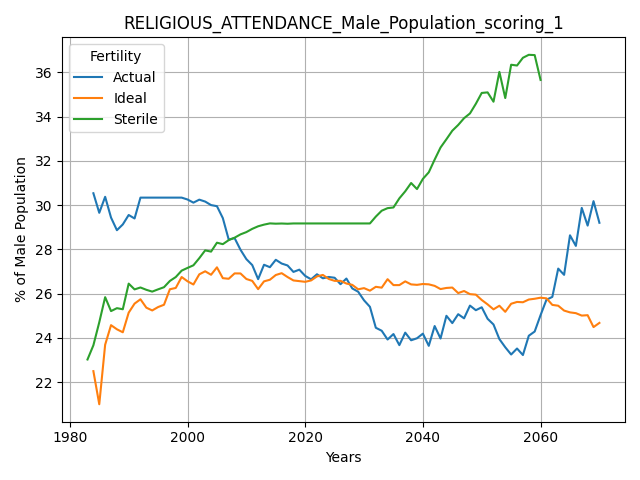 RELIGIOUS_ATTENDANCE_Male_Population_scoring_1
Fertility
Actual
Ideal
Sterile
% of Male Population
36
34
32
30
28
26
24
22
1980
2000
2020
2040
2060
Years